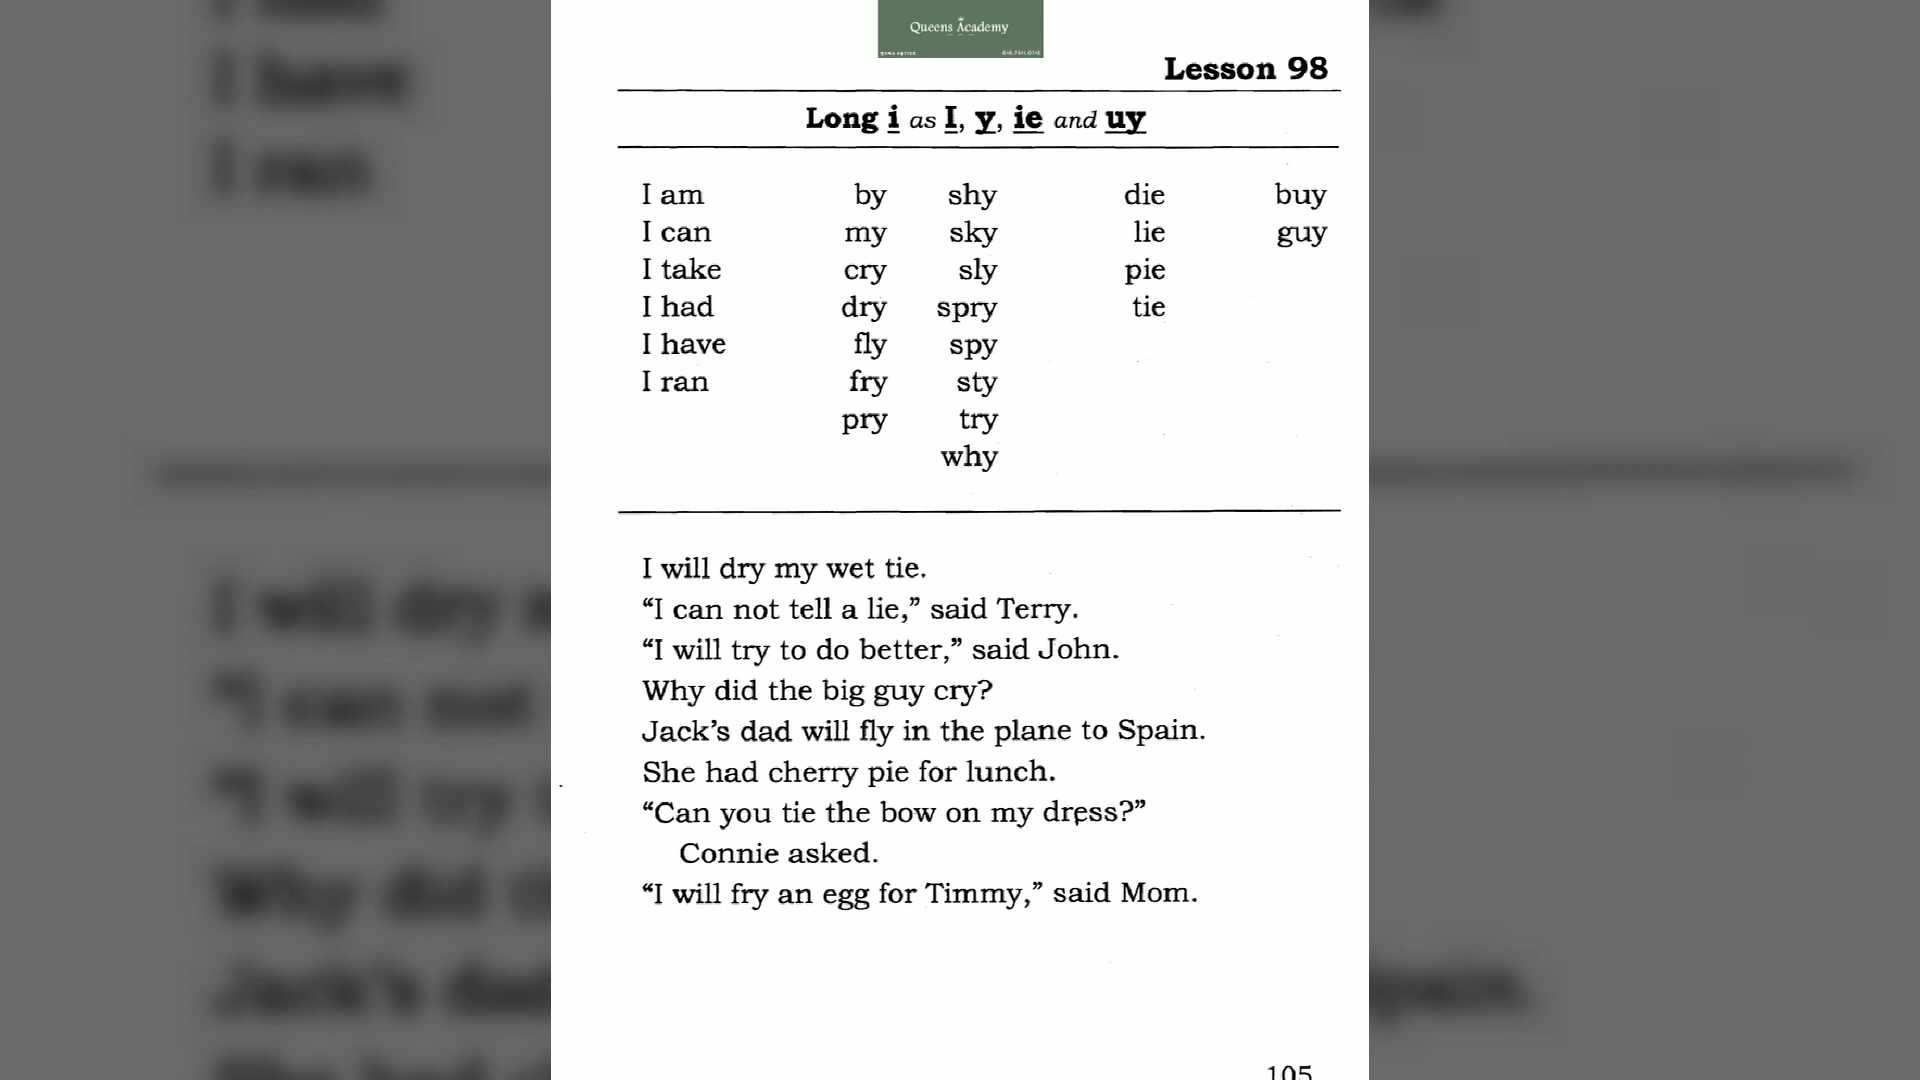 Queens Academy
Lesson 98
Long i as I, y, ie and uy
I am by shy die buy
I can my sky lie guy
I take cry sly pie
I had dry spry tie
I have fly spy
I ran fry sty
pry try
why
I will dry my wet tie.
“I can not tell a lie,” said Terry.
“I will try to do better,” said John.
Why did the big guy cry?
Jack’s dad will fly in the plane to Spain.
She had cherry pie for lunch.
“Can you tie the bow on my dress?”
Connie asked.
“I will fry an egg for Timmy,” said Mom.
105